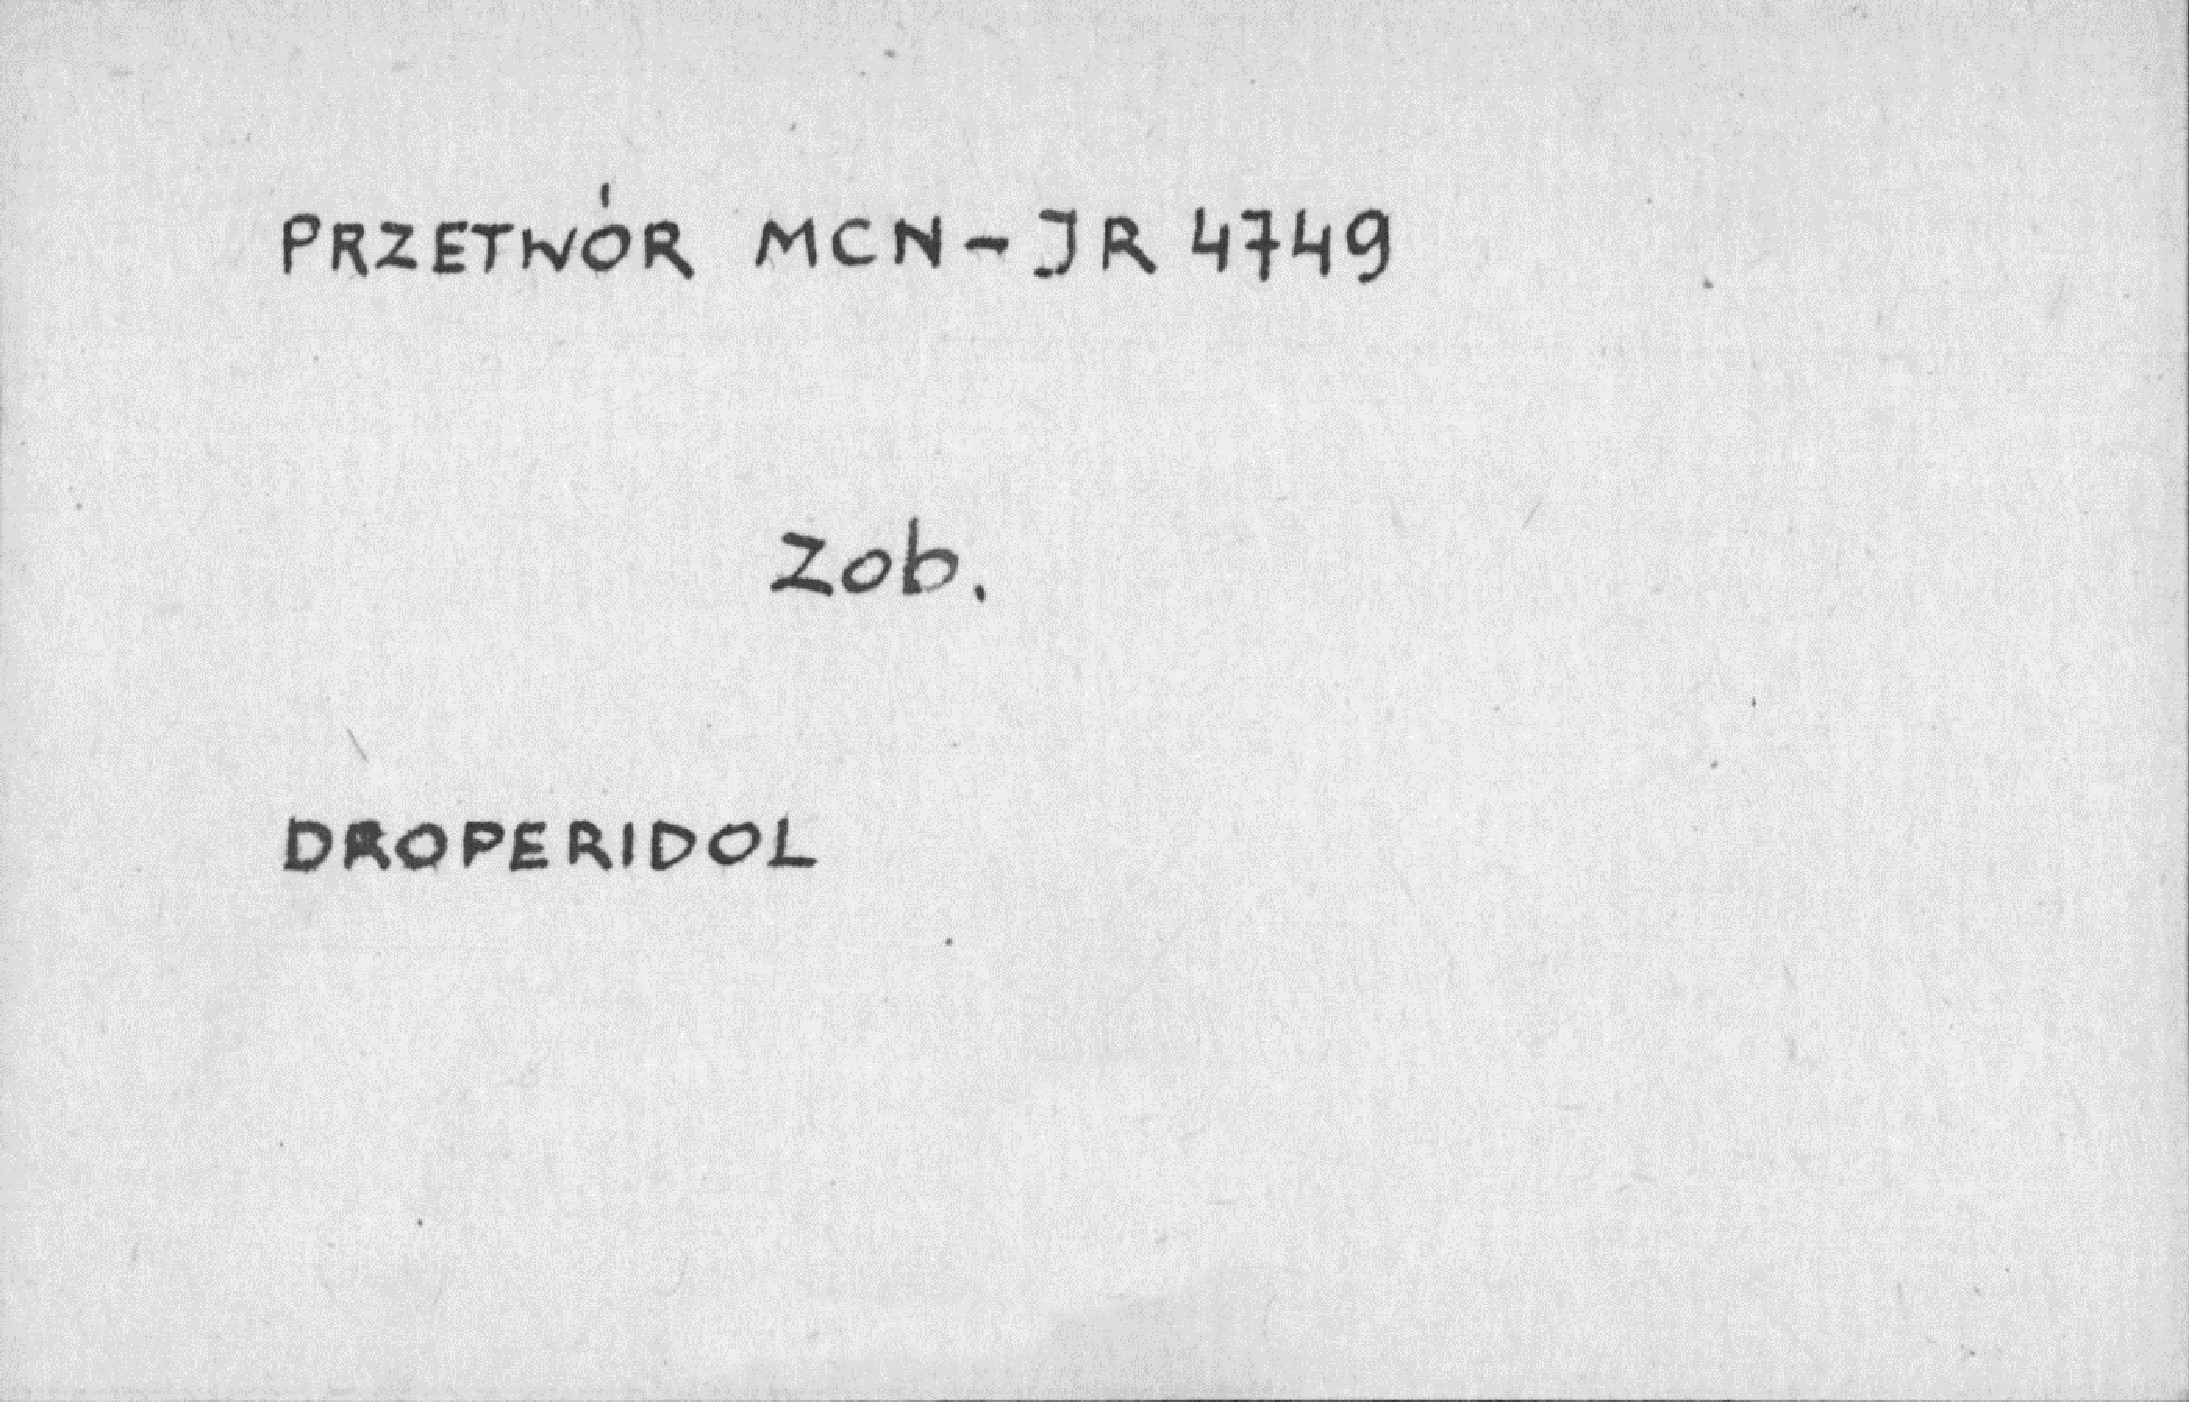 PRZETWÓR MCN-JR 4749
Zob.
DROPERIDOL